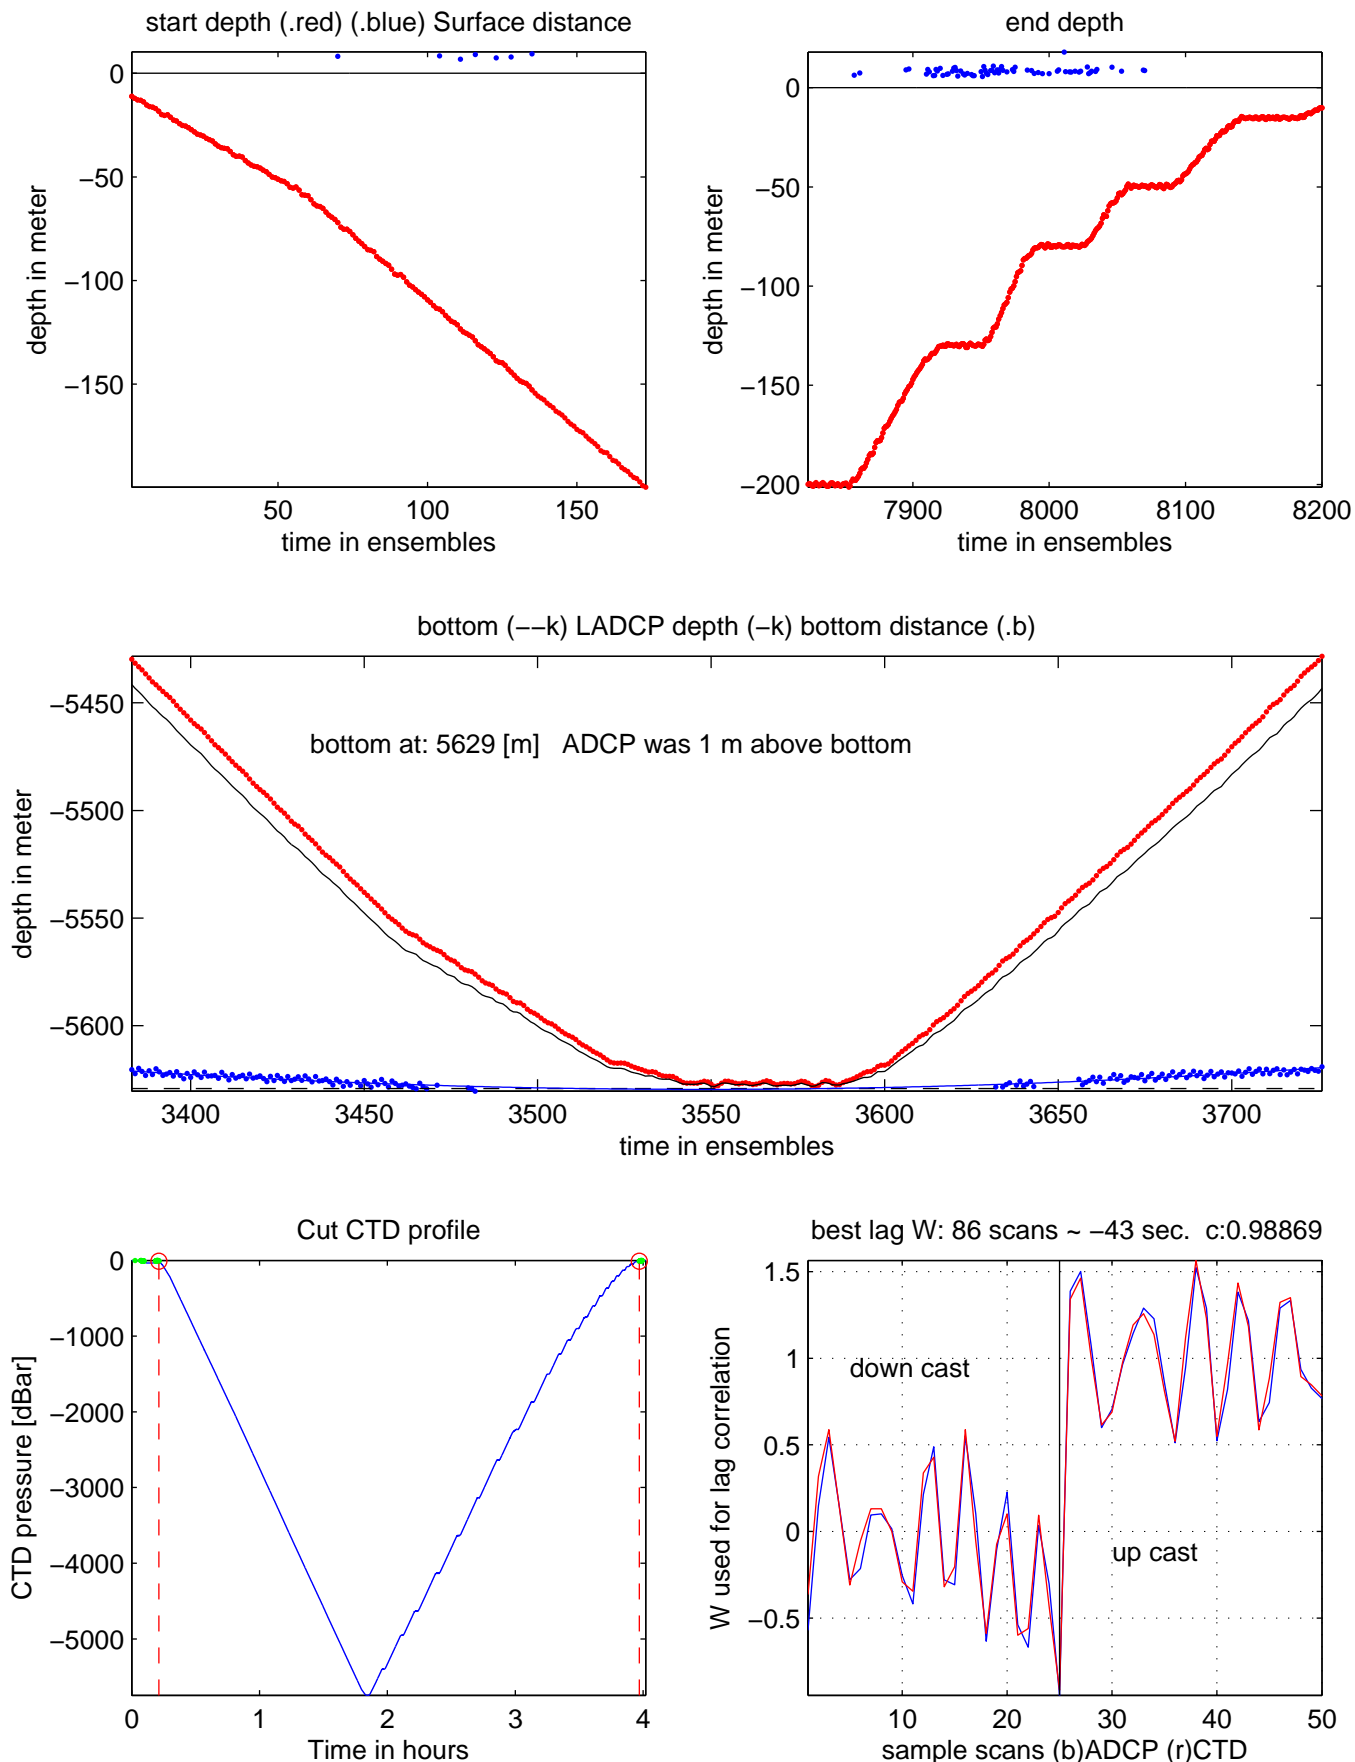 start depth (.red) (.blue) Surface distance
0
−50
−100
−150
depth in meter
50
100
150
time in ensembles
end depth
0
−50
−100
−150
−200
depth in meter
7900
8000
8100
8200
time in ensembles
bottom (−−k) LADCP depth (−k) bottom distance (.b)
bottom at: 5629 [m] ADCP was 1 m above bottom
−5450
−5500
−5550
−5600
depth in meter
3400
3450
3500
3550
3600
3650
3700
time in ensembles
Cut CTD profile
0
−1000
−2000
−3000
−4000
−5000
CTD pressure [dBar]
0
1
2
3
4
Time in hours
best lag W: 86 scans ~ −43 sec. c:0.98869
1.5
1
0.5
0
−0.5
W used for lag correlation
down cast
up cast
10
20
30
40
50
sample scans (b)ADCP (r)CTD